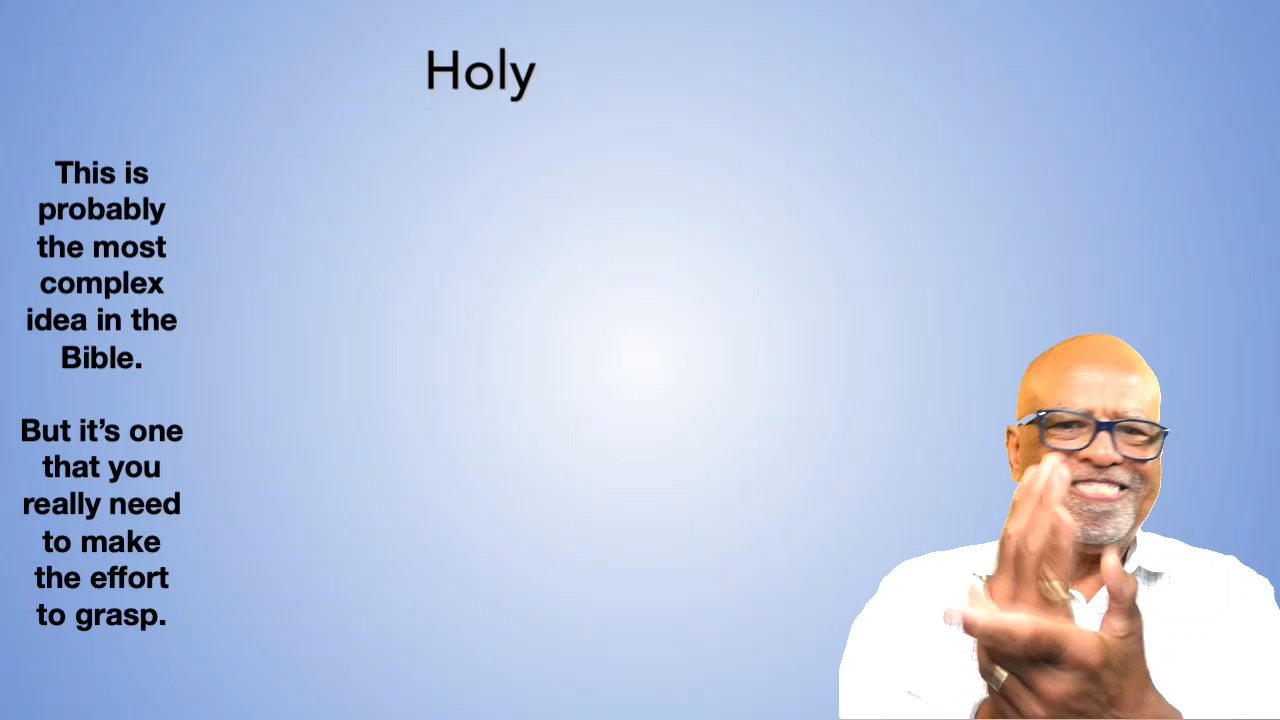 Holy
This is
probably
the most
complex
idea in the
Bible.
But it’s one
that you
really need
to make
the effort
to grasp.